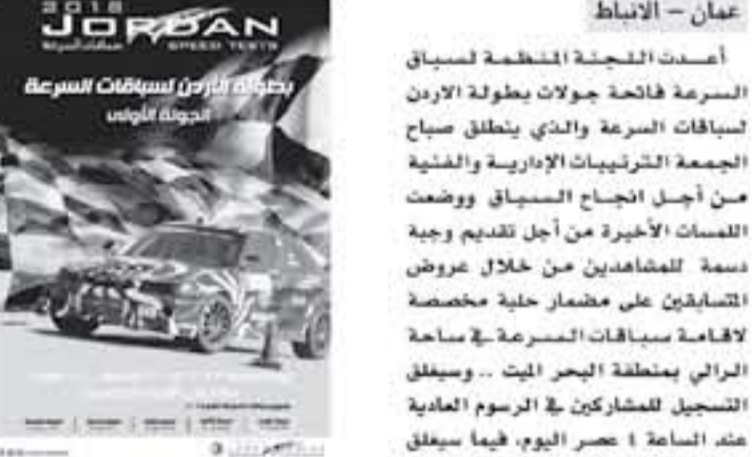 عمان – الانباط
أعدت اللجنة المنظمة لسباق
السرعة فاتحة جولات بطولة الاردن
لسباقات السرعة والذي ينطلق صباح
الجمعة الترتيبات الإدارية والفنية
من أجل انجاح السباق ووضعت
اللمسات الأخيرة من أجل تقديم وجبة
دسمة للمشاهدين من خلال عروض
المتسابقين على مضمار حلبة مخصصة
لاقامة سباقات السرعة في ساحة
الرالي بمنطقة البحر الميت .. وسيغلق
التسجيل للمشاركين في الرسوم العادية
عند الساعة ٤ عصر اليوم، فيما سيغلق
2018
JORDAN
SPEED TESTS
بطولة الأردن لسباقات السرعة
الجولة الأولى